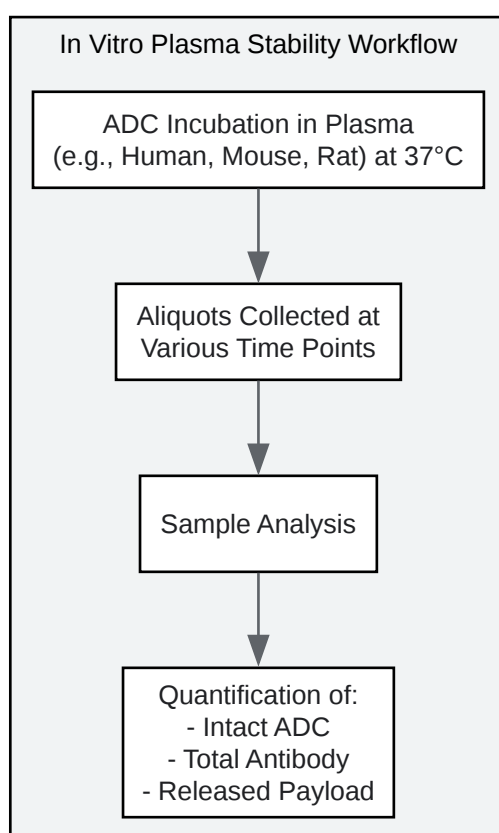 In Vitro Plasma Stability Workflow
ADC Incubation in Plasma
(e.g., Human, Mouse, Rat) at 37°C
Aliquots Collected at
Various Time Points
Sample Analysis
Quantification of:
- Intact ADC
- Total Antibody
- Released Payload